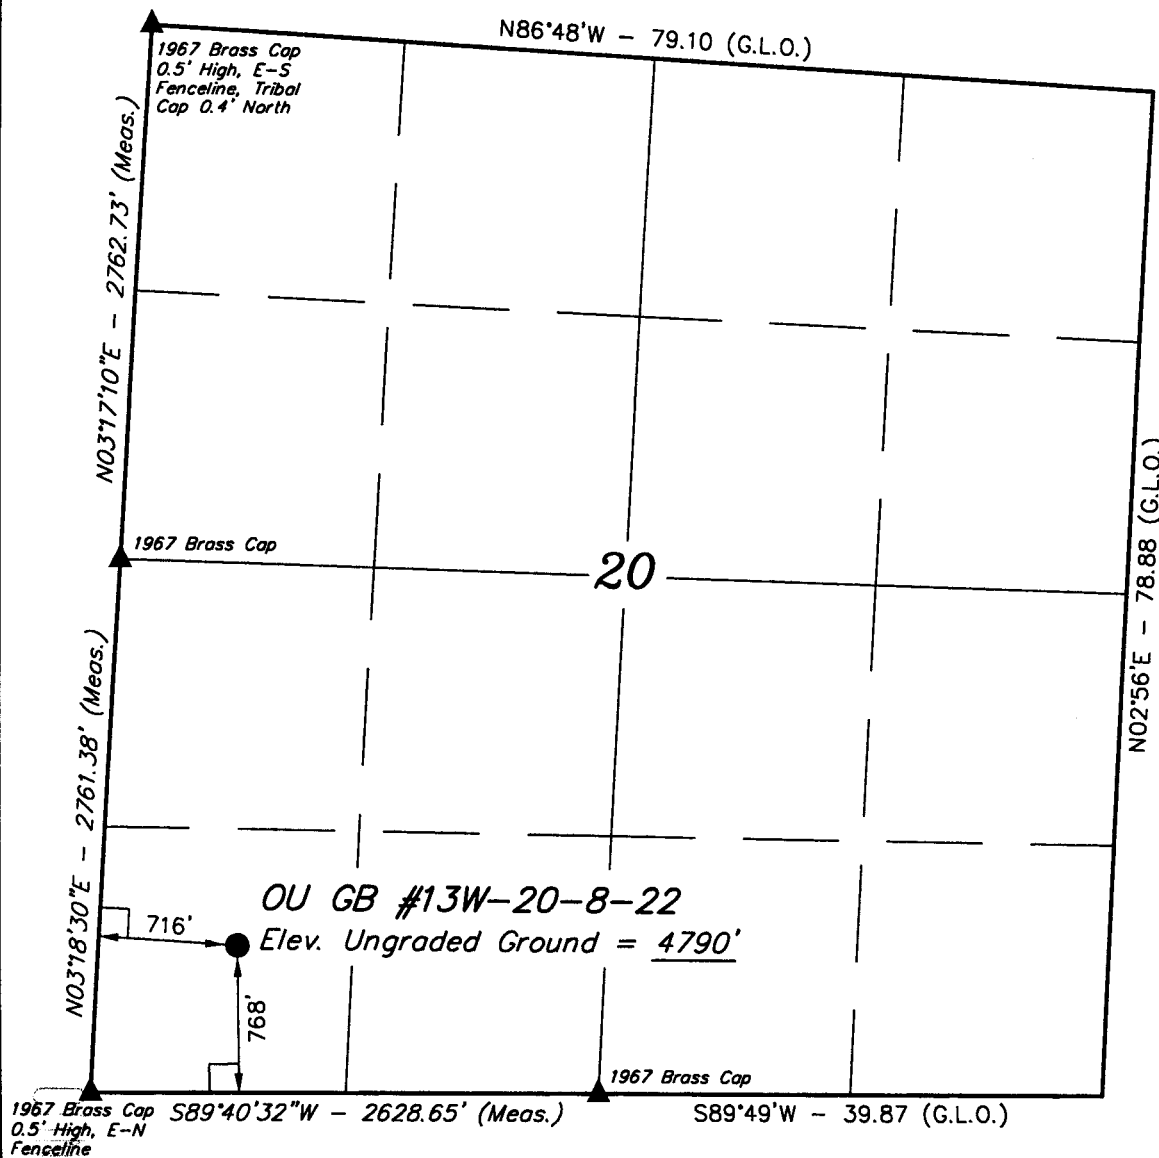 N86°48'W – 79.10 (G.L.O.)
1967 Brass Cap
0.5' High, E-S
Fenceline, Tribal
Cap 0.4' North
N03°17'10"E – 2762.73' (Meas.)
1967 Brass Cap
20
N02°56'E – 78.88 (G.L.O.)
N03°18'30"E – 2761.38' (Meas.)
OU GB #13W-20-8-22
Elev. Ungraded Ground = 4790'
716'
768'
1967 Brass Cap
1967 Brass Cap
0.5' High, E-N
Fenceline
S89°40'32"W – 2628.65' (Meas.)
S89°49'W – 39.87 (G.L.O.)